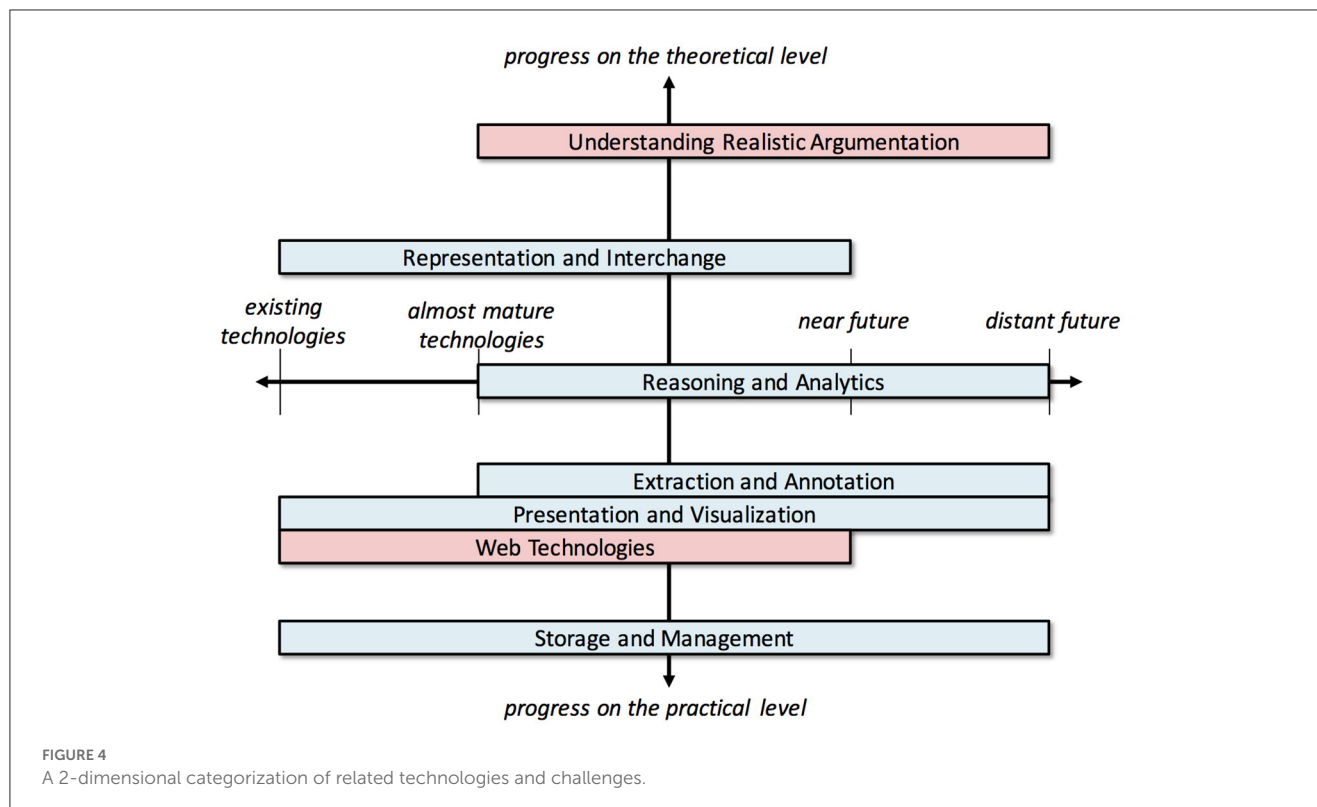 progress on the theoretical level
Understanding Realistic Argumentation
Representation and Interchange
existing
technologies
almost mature
technologies
near future
distant future
Reasoning and Analytics
Extraction and Annotation
Presentation and Visualization
Web Technologies
Storage and Management
progress on the practical level
FIGURE 4
A 2-dimensional categorization of related technologies and challenges.